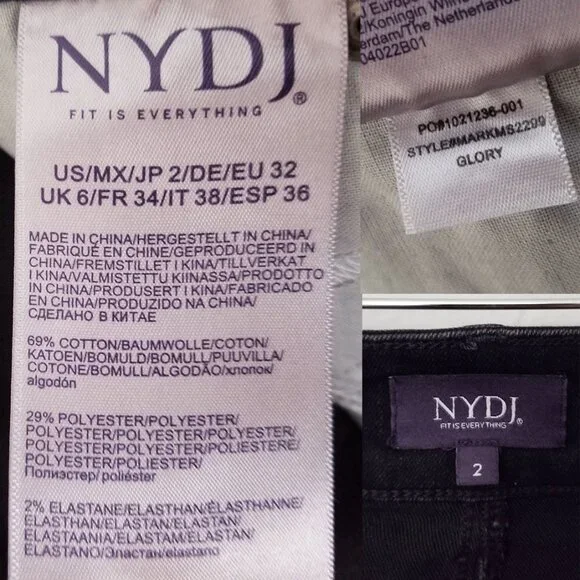 NYDJ®
FIT IS EVERYTHING
US/MX/JP 2/DE/EU 32
UK 6/FR 34/IT 38/ESP 36
MADE IN CHINA/HERGESTELLT IN CHINA/
FABRIQUÉ EN CHINE/GEPRODUCEERD IN
CHINA/FREMSTILLET I KINA/TILLVERKAT
I KINA/VALMISTETTU KIINASSA/PRODOTTO
IN CHINA/PRODUSERT I KINA/FABRICADO
EN CHINA/PRODUZIDO NA CHINA/
СДЕЛАНО В КИТАЕ
69% COTTON/BAUMWOLLE/COTON/
KATOEN/BOMULD/BOMULL/PUUVILLA/
COTONE/BOMULL/ALGODÃO/хлопок/
algodón
29% POLYESTER/POLYESTER/
POLYESTER/POLYESTER/POLYESTER/
POLYESTER/POLYESTERI/POLIESTERE/
POLYESTER/POLIESTER/
Полиэстер/poliéster
2% ELASTANE/ELASTHAN/ÉLASTHANNE/
ELASTHAN/ELASTAN/ELASTAN/
ELASTAANIA/ELASTAM/ELASTAN/
ELASTANO/Эластан/elastano
J Europe
/Koningin Wilhe
erdam/The Netherlands
04022B01
PO#1021236-001
STYLE#MARKMS2299
GLORY
NYDJ®
FIT IS EVERYTHING
2